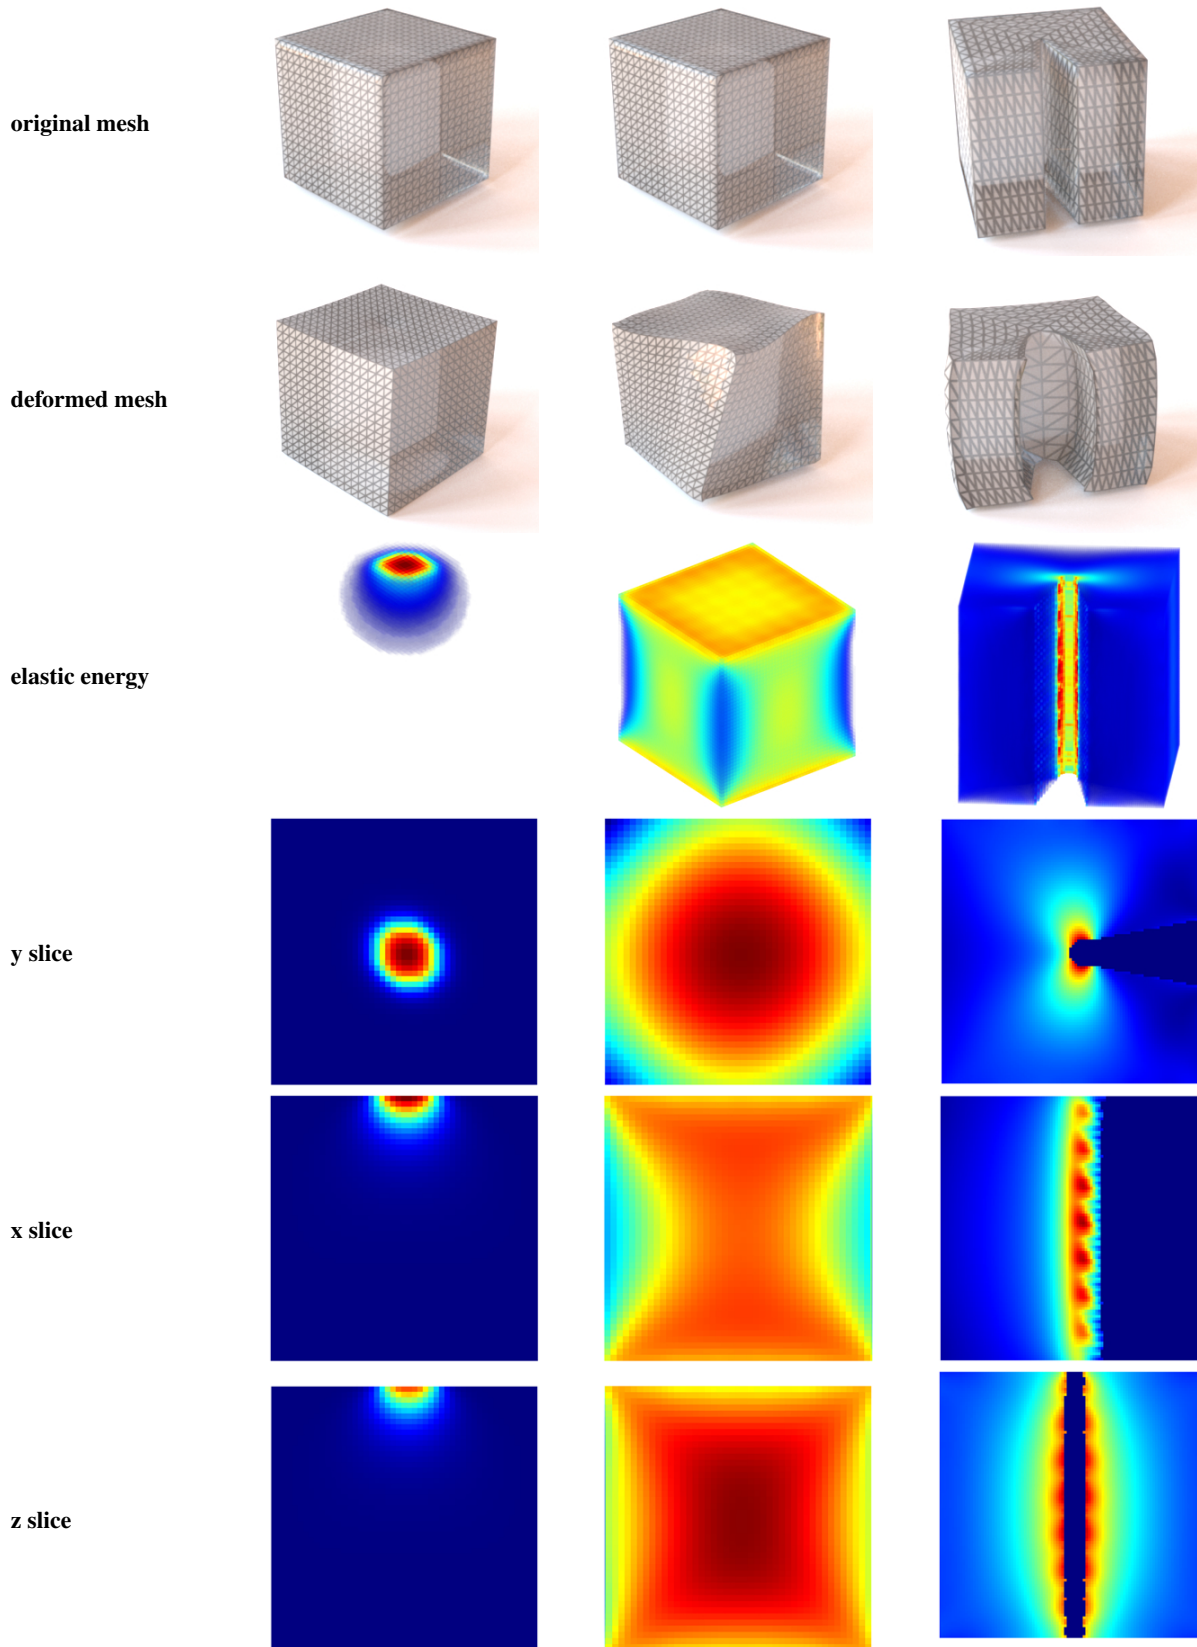 original mesh
deformed mesh
elastic energy
y slice
x slice
z slice